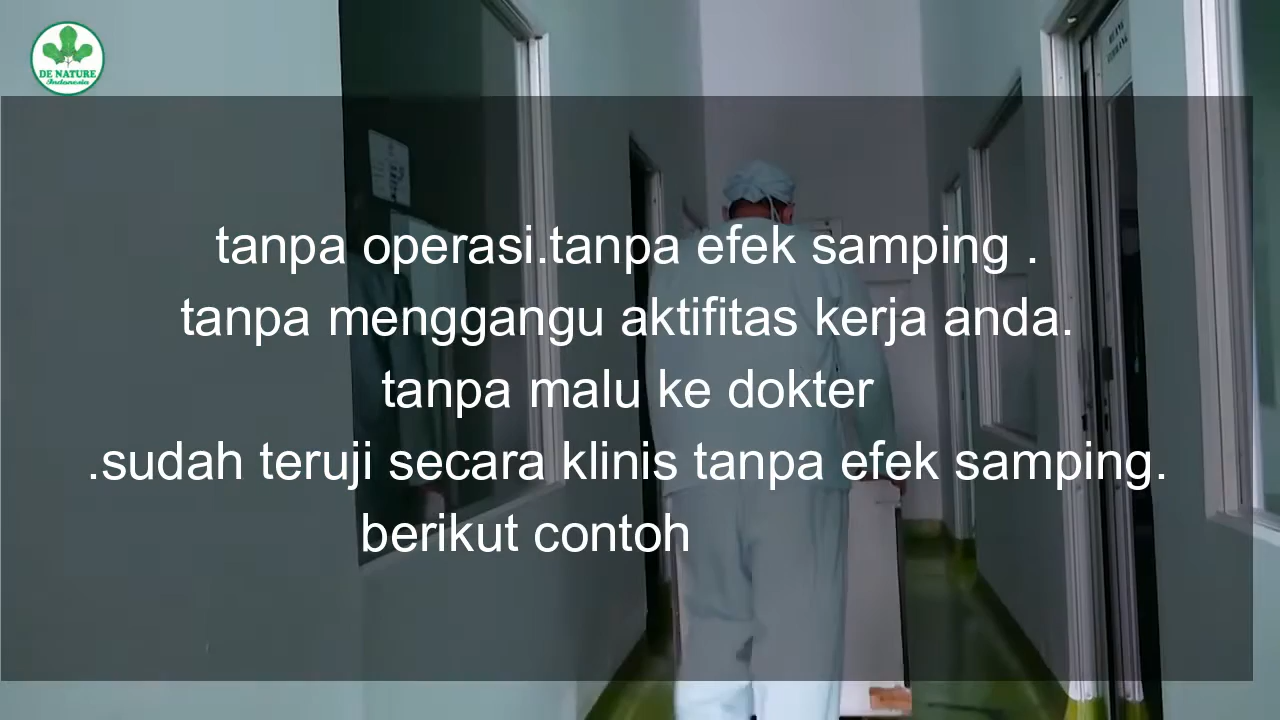 DE NATURE
Indonesia
tanpa operasi.tanpa efek samping .
tanpa menggangu aktifitas kerja anda.
tanpa malu ke dokter
.sudah teruji secara klinis tanpa efek samping.
berikut contoh